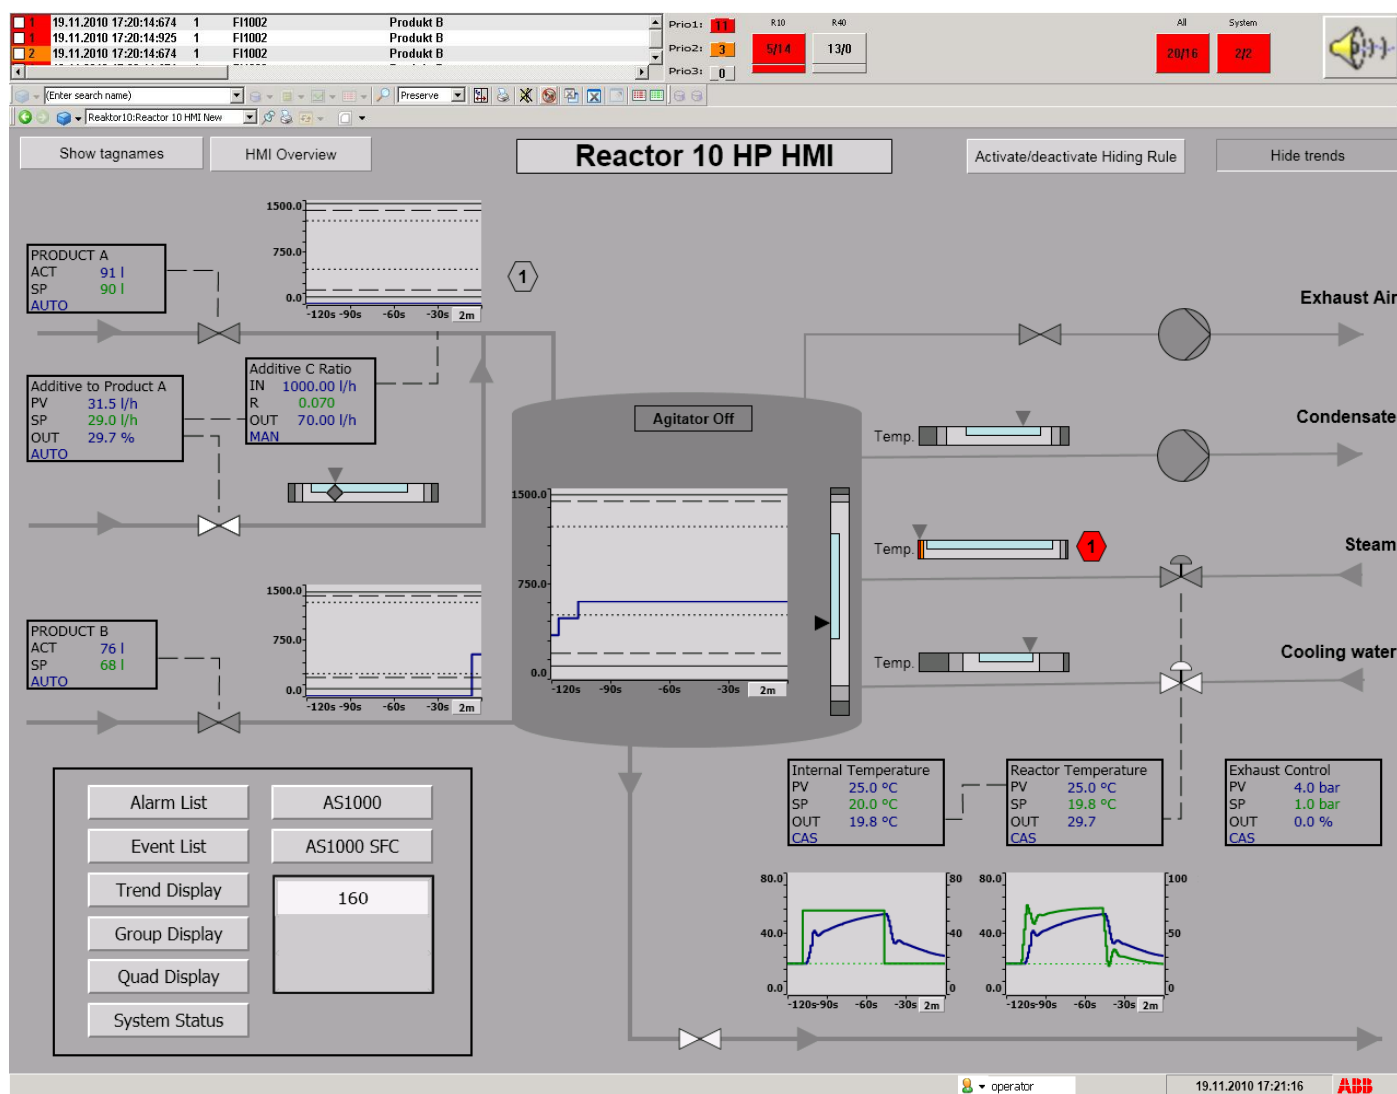 1 19.11.2010 17:20:14:674 1 FI1002 Produkt B
1 19.11.2010 17:20:14:925 1 FI1002 Produkt B
2 19.11.2010 17:20:14:674 1 FI1002 Produkt B
Prio1: 11
Prio2: 3
Prio3: 0
R10 R40
5/14 13/0
All System
20/16 2/2
(Enter search name) Preserve
Reaktor10:Reactor 10 HMI New
Show tagnames HMI Overview
Reactor 10 HP HMI
Activate/deactivate Hiding Rule Hide trends
1500.0
750.0
0.0
-120s -90s -60s -30s 2m
1
PRODUCT A
ACT 91 l
SP 90 l
AUTO
Exhaust Air
Additive to Product A
PV 31.5 l/h
SP 29.0 l/h
OUT 29.7 %
AUTO
Additive C Ratio
IN 1000.00 l/h
R 0.070
OUT 70.00 l/h
MAN
Agitator Off
Condensate
Temp.
1500.0
750.0
0.0
-120s -90s -60s -30s 2m
Steam
Temp.
1
Cooling water
Temp.
1500.0
750.0
0.0
-120s -90s -60s -30s 2m
PRODUCT B
ACT 76 l
SP 68 l
AUTO
Internal Temperature
PV 25.0 °C
SP 20.0 °C
OUT 19.8 °C
CAS
Reactor Temperature
PV 25.0 °C
SP 19.8 °C
OUT 29.7
CAS
Exhaust Control
PV 4.0 bar
SP 1.0 bar
OUT 0.0 %
CAS
Alarm List AS1000
Event List AS1000 SFC
Trend Display 160
Group Display
Quad Display
System Status
80.0 80
40.0 40
0.0 0
-120s-90s -60s -30s 2m
80.0 100
40.0 50
0.0 0
-120s-90s -60s -30s 2m
operator 19.11.2010 17:21:16 ABB